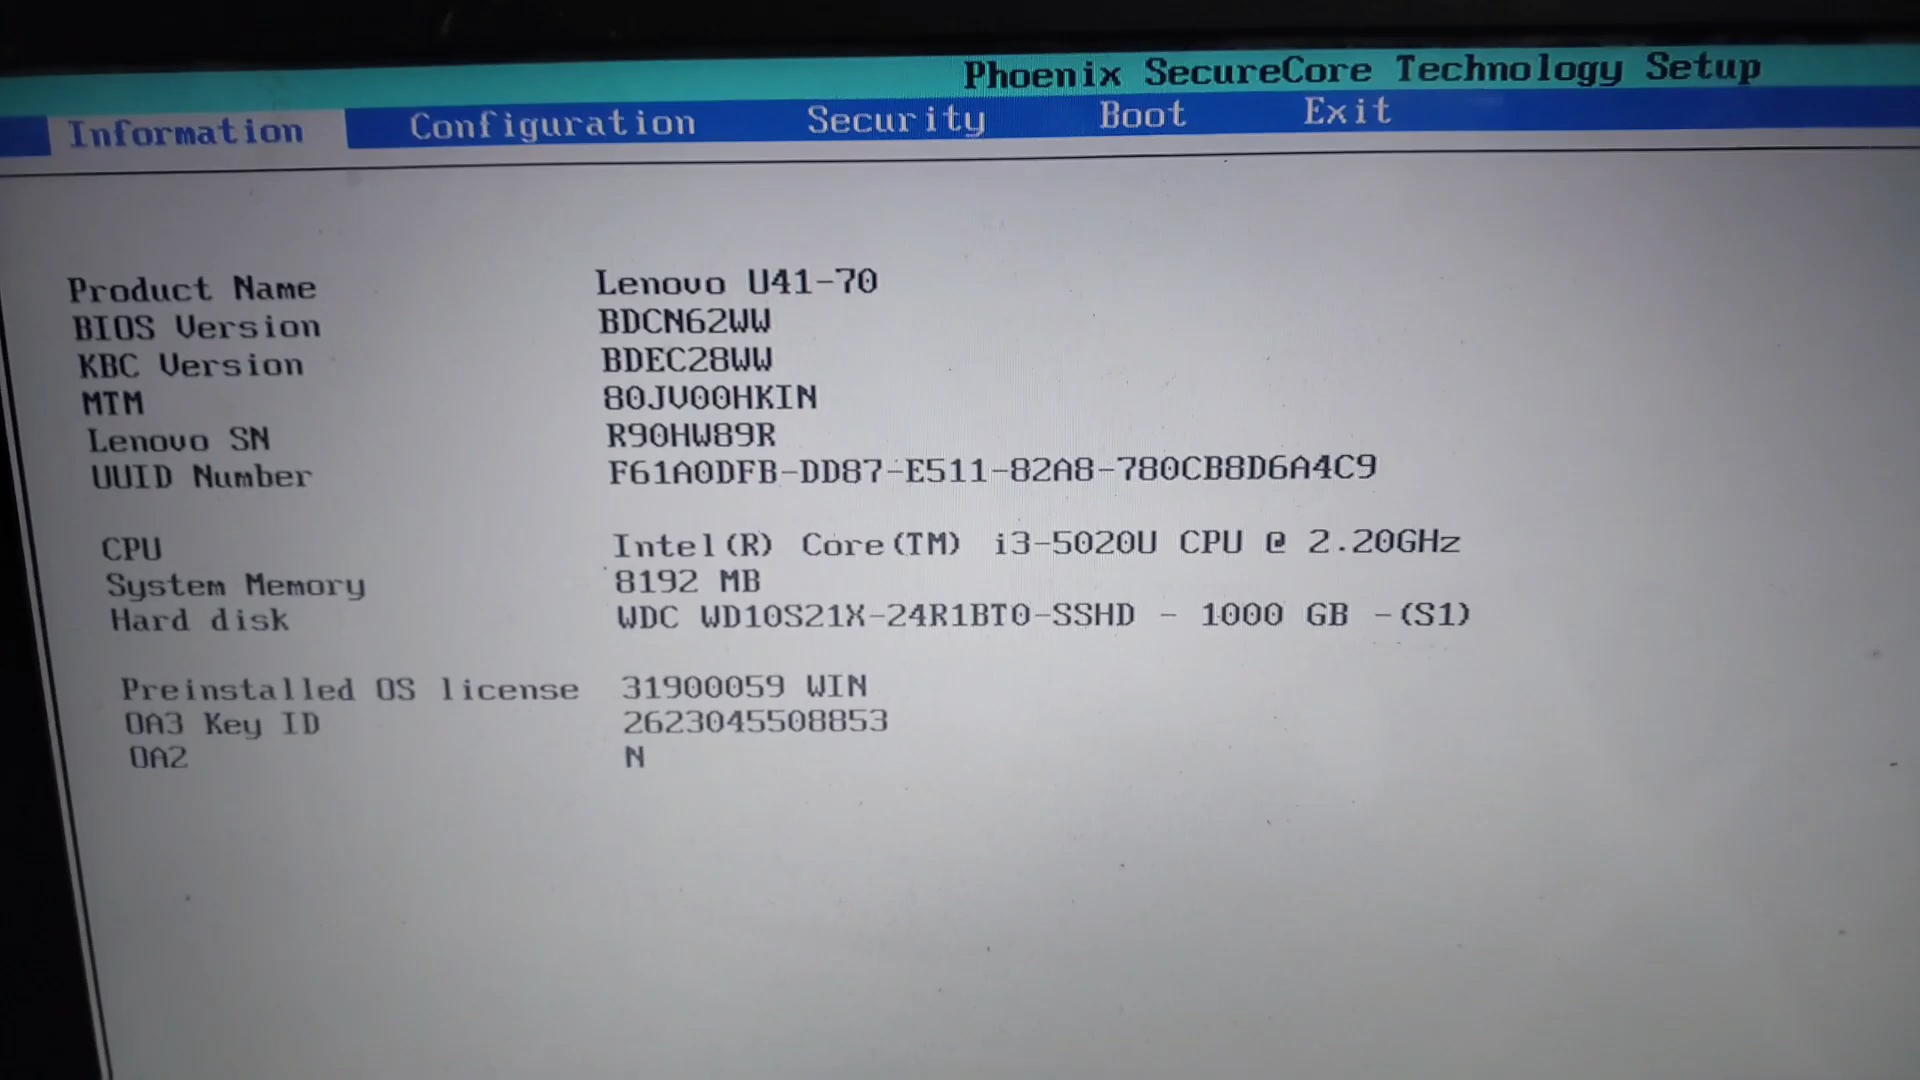 Phoenix SecureCore Technology Setup
Information Configuration Security Boot Exit
Product Name Lenovo U41-70
BIOS Version BDCN62WW
KBC Version BDEC28WW
MTM 80JV00HKIN
Lenovo SN R90HW89R
UUID Number F61A0DFB-DD87-E511-82A8-780CB8D6A4C9
CPU Intel(R) Core(TM) i3-5020U CPU @ 2.20GHz
System Memory 8192 MB
Hard disk WDC WD10S21X-24R1BT0-SSHD - 1000 GB -(S1)
Preinstalled OS license 31900059 WIN
OA3 Key ID 2623045508853
OA2 N